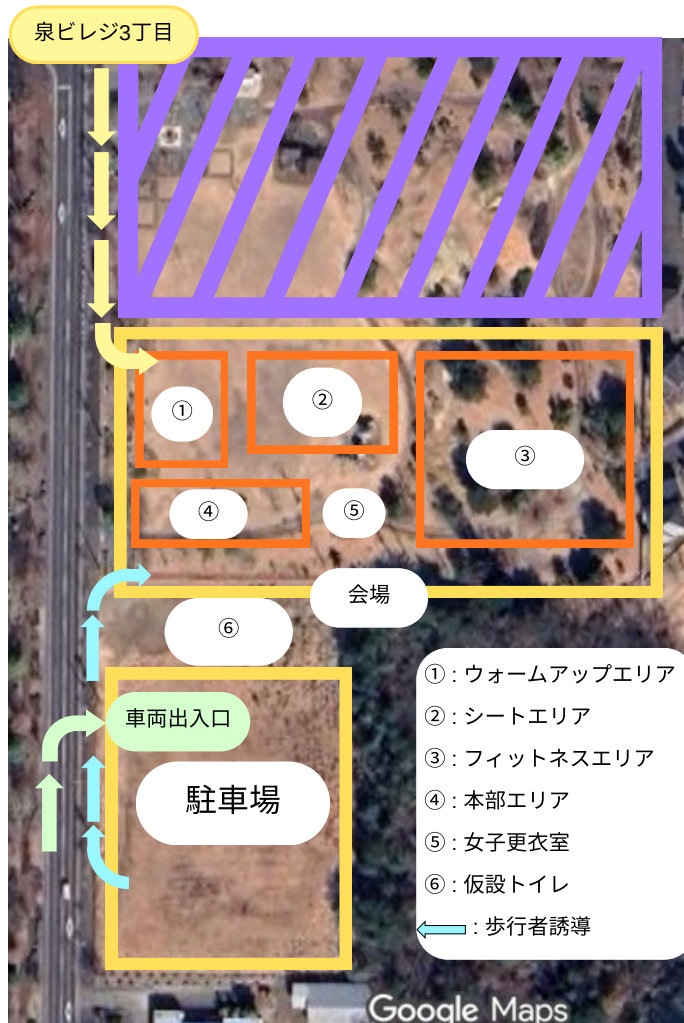 泉ビレジ3丁目
①
②
③
④
⑤
会場
⑥
車両出入口
駐車場
① : ウォームアップエリア
② : シートエリア
③ : フィットネスエリア
④ : 本部エリア
⑤ : 女子更衣室
⑥ : 仮設トイレ
: 歩行者誘導
Google Maps